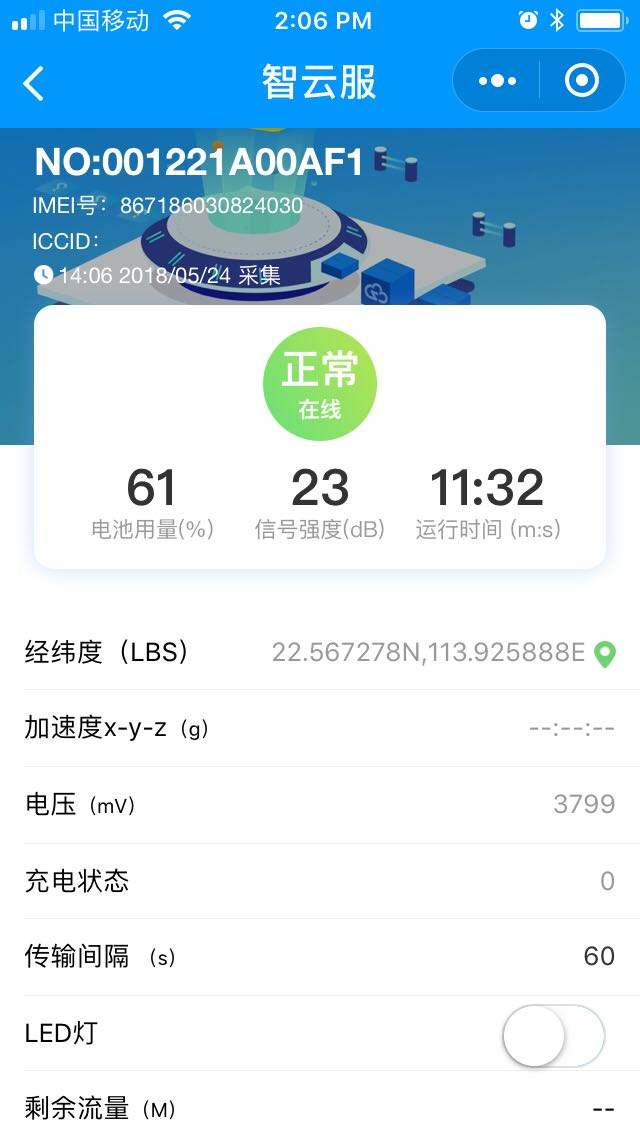 中国移动 2:06 PM
智云服
NO:001221A00AF1
IMEI号：867186030824030
ICCID：
14:06 2018/05/24 采集
正常
在线
61 23 11:32
电池用量(%) 信号强度(dB) 运行时间 (m:s)
经纬度（LBS） 22.567278N,113.925888E
加速度x-y-z（g） --:--:--
电压（mV） 3799
充电状态 0
传输间隔 （s） 60
LED灯
剩余流量（M） --